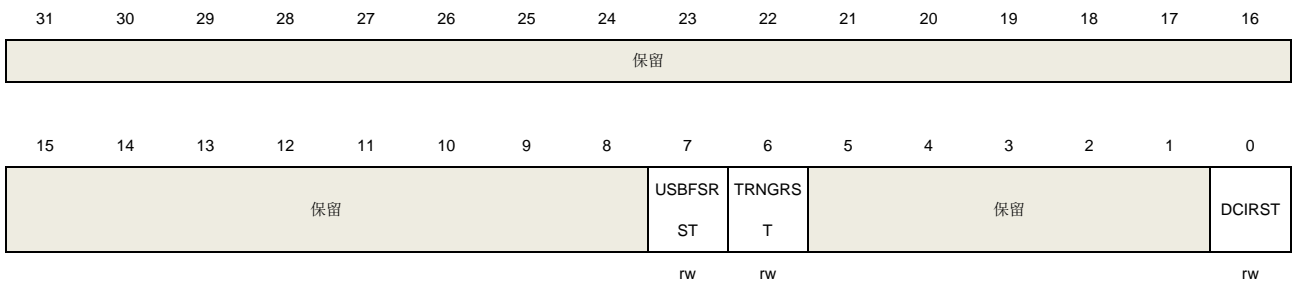 31 30 29 28 27 26 25 24 23 22 21 20 19 18 17 16
保留
15 14 13 12 11 10 9 8 7 6 5 4 3 2 1 0
保留 USBFSR ST TRNGRS T 保留 DCIRST
rw rw rw